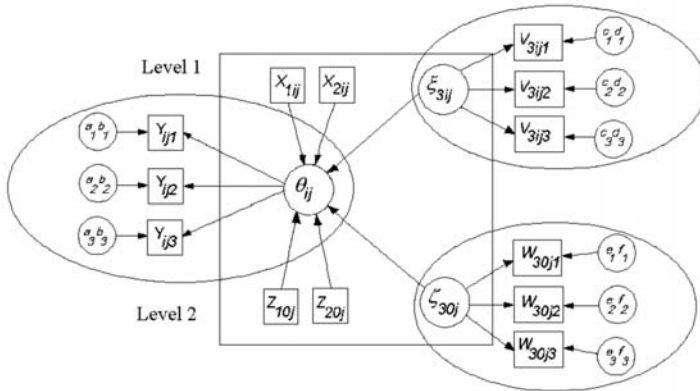 Level 1
X1ij X2ij
a1b1 Yij1
a2b2 Yij2
a3b3 Yij3
θij
Z10j Z20j
Level 2
ξ3ij
V3ij1 c1d1
V3ij2 c2d2
V3ij3 c3d3
ζ30j
W30j1 e1f1
W30j2 e2f2
W30j3 e3f3